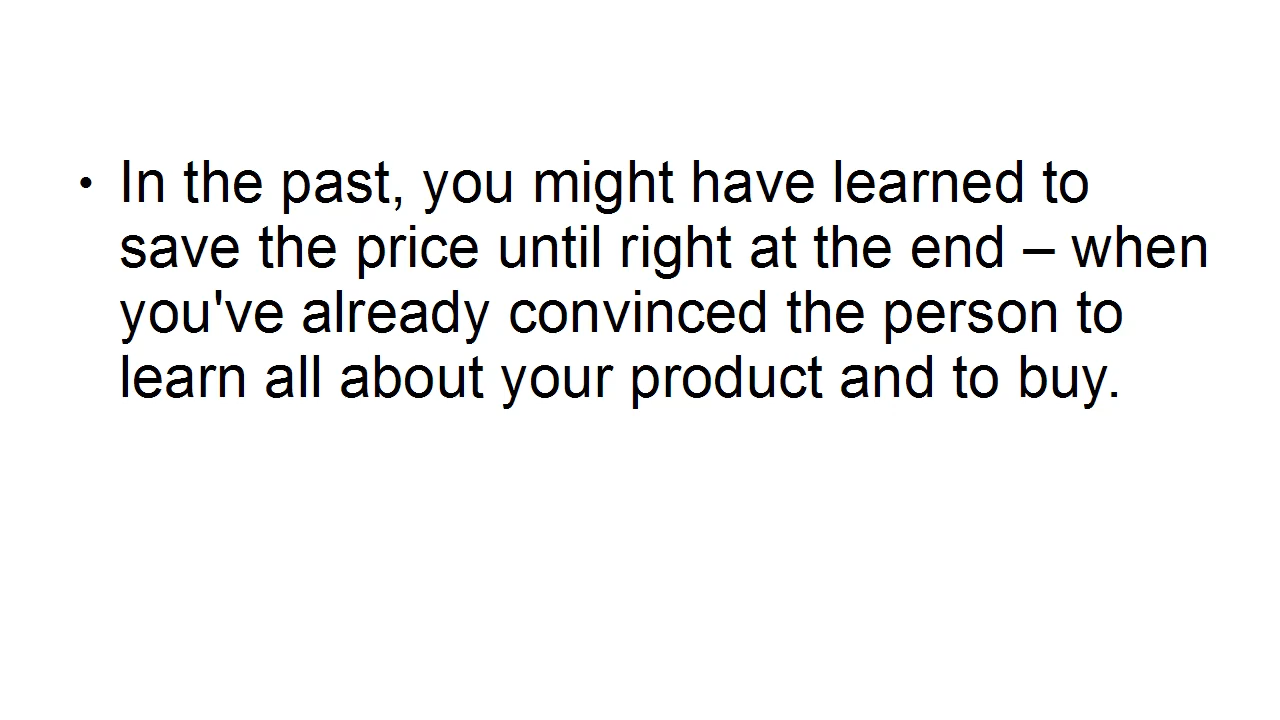 • In the past, you might have learned to
save the price until right at the end – when
you've already convinced the person to
learn all about your product and to buy.